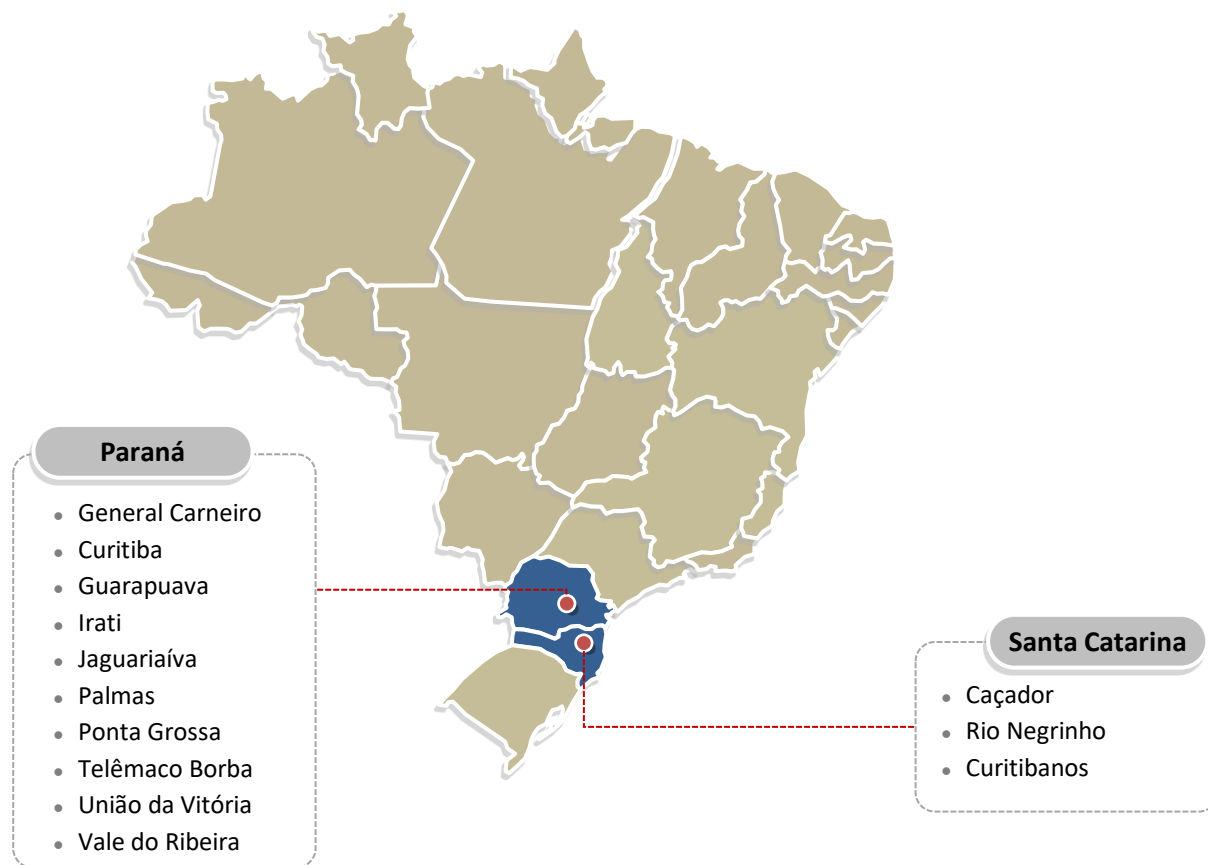 Paraná
General Carneiro
Curitiba
Guarapuava
Irati
Jaguariaíva
Palmas
Ponta Grossa
Telêmaco Borba
União da Vitória
Vale do Ribeira
Santa Catarina
Caçador
Rio Negrinho
Curitibanos